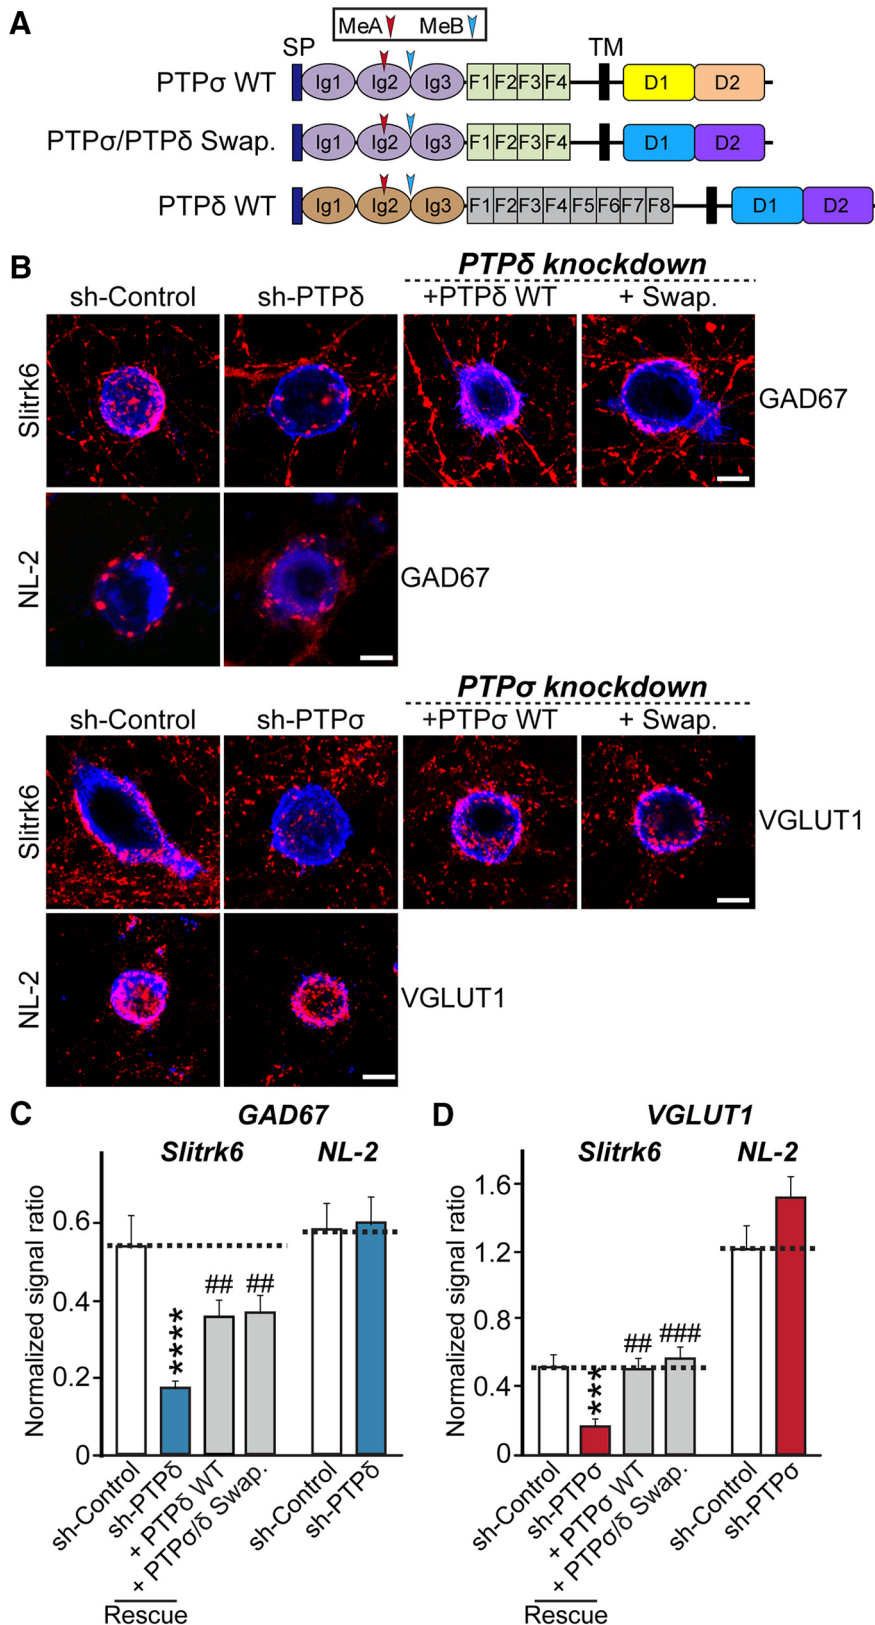 A
MeA MeB
SP TM
PTPσ WT Ig1 Ig2 Ig3 F1 F2 F3 F4 D1 D2
PTPσ/PTPδ Swap. Ig1 Ig2 Ig3 F1 F2 F3 F4 D1 D2
PTPδ WT Ig1 Ig2 Ig3 F1 F2 F3 F4 F5 F6 F7 F8 D1 D2
B
PTPδ knockdown
sh-Control sh-PTPδ +PTPδ WT + Swap.
Slitrk6 GAD67
NL-2 GAD67
PTPσ knockdown
sh-Control sh-PTPσ +PTPσ WT + Swap.
Slitrk6 VGLUT1
NL-2 VGLUT1
C GAD67
Slitrk6 NL-2
Normalized signal ratio
0.6
0.4
0.2
0
****
## ##
sh-Control
sh-PTPδ
+ PTPδ WT
+ PTPσ/δ Swap.
sh-Control
sh-PTPδ
Rescue
D VGLUT1
Slitrk6 NL-2
Normalized signal ratio
1.6
1.2
0.8
0.4
0
***
## ###
sh-Control
sh-PTPσ
+ PTPσ WT
+ PTPσ/δ Swap.
sh-Control
sh-PTPσ
Rescue